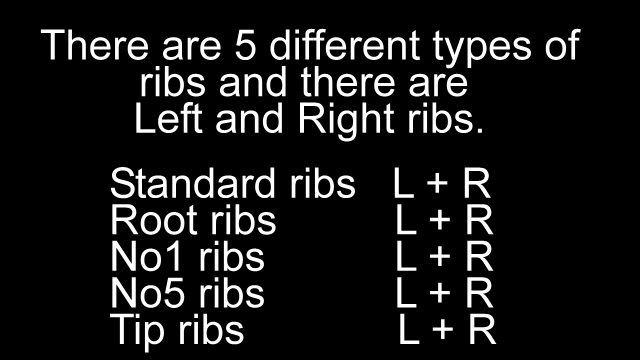 There are 5 different types of
ribs and there are
Left and Right ribs.
Standard ribs L + R
Root ribs L + R
No1 ribs L + R
No5 ribs L + R
Tip ribs L + R